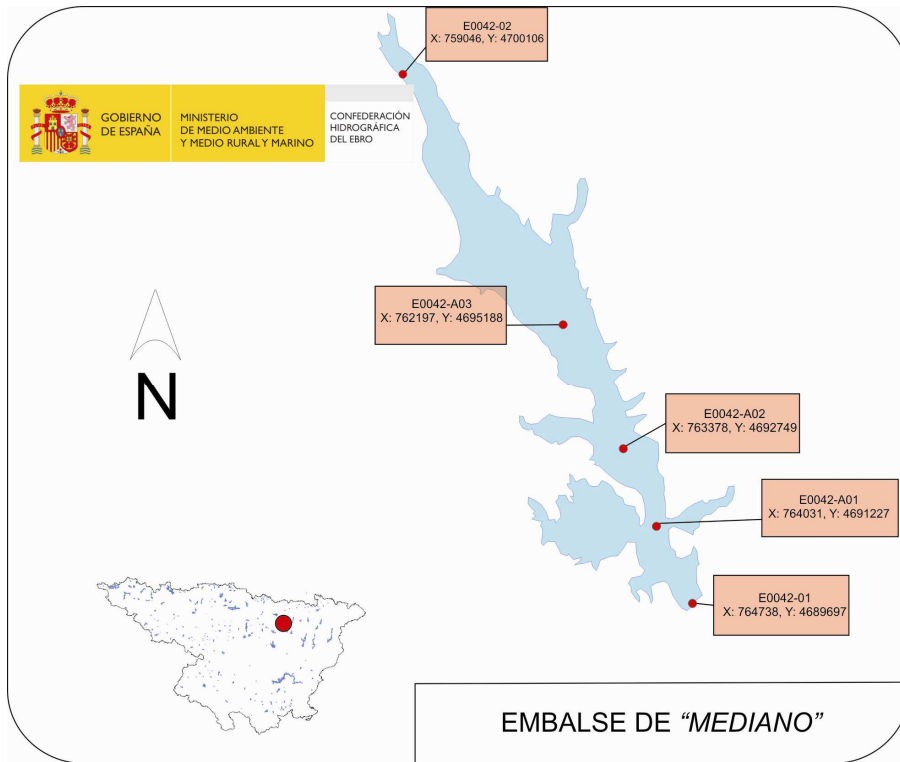 E0042-02
X: 759046, Y: 4700106
GOBIERNO
DE ESPAÑA
MINISTERIO
DE MEDIO AMBIENTE
Y MEDIO RURAL Y MARINO
CONFEDERACIÓN
HIDROGRÁFICA
DEL EBRO
E0042-A03
X: 762197, Y: 4695188
N
E0042-A02
X: 763378, Y: 4692749
E0042-A01
X: 764031, Y: 4691227
E0042-01
X: 764738, Y: 4689697
EMBALSE DE "MEDIANO"